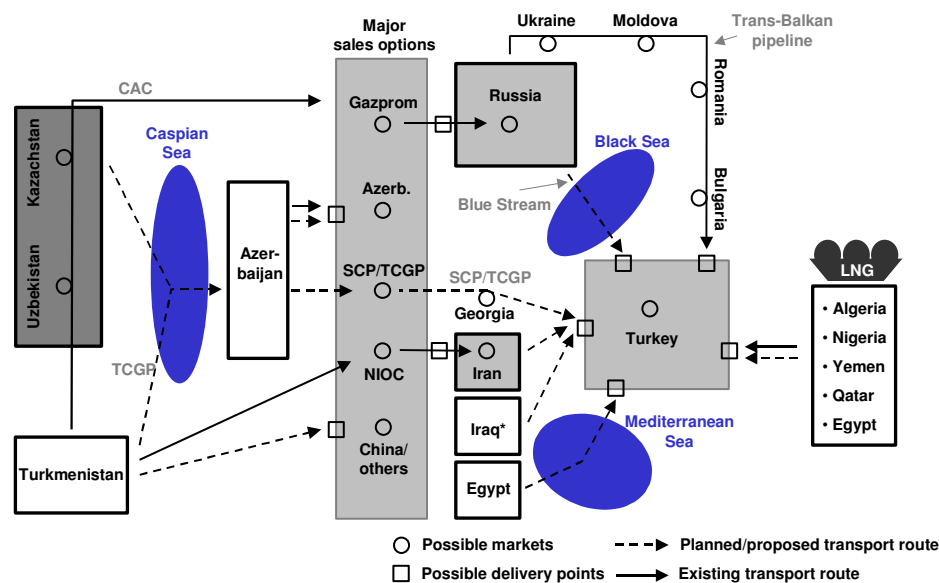 Ukraine
Moldova
Trans-Balkan
pipeline
Major
sales options
CAC
Gazprom
Russia
Romania
Kazachstan
Caspian
Sea
Black Sea
Azerb.
Blue Stream
Bulgaria
Azer-
baijan
Uzbekistan
SCP/TCGP
SCP/TCGP
Georgia
LNG
• Algeria
• Nigeria
• Yemen
• Qatar
• Egypt
Turkey
TCGP
NIOC
Iran
Iraq*
Mediterranean
Sea
China/
others
Turkmenistan
Egypt
Possible markets
Planned/proposed transport route
Possible delivery points
Existing transport route